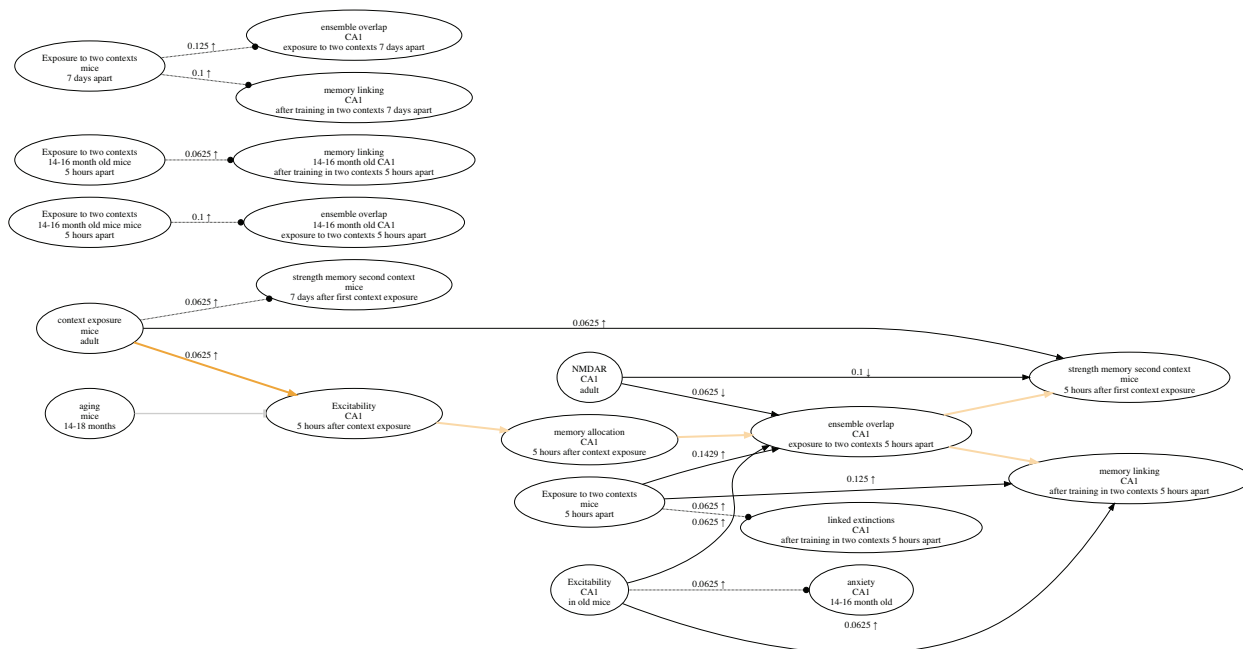 ensemble overlap
CA1
exposure to two contexts 7 days apart
0.125 ↑
Exposure to two contexts
mice
7 days apart
0.1 ↑
memory linking
CA1
after training in two contexts 7 days apart
Exposure to two contexts
14-16 month old mice
5 hours apart
0.0625 ↑
memory linking
14-16 month old CA1
after training in two contexts 5 hours apart
Exposure to two contexts
14-16 month old mice mice
5 hours apart
0.1 ↑
ensemble overlap
14-16 month old CA1
exposure to two contexts 5 hours apart
strength memory second context
mice
7 days after first context exposure
0.0625 ↑
context exposure
mice
adult
0.0625 ↑
0.0625 ↑
NMDAR
CA1
adult
0.1 ↓
0.0625 ↓
strength memory second context
mice
5 hours after first context exposure
aging
mice
14-18 months
Excitability
CA1
5 hours after context exposure
memory allocation
CA1
5 hours after context exposure
ensemble overlap
CA1
exposure to two contexts 5 hours apart
0.1429 ↑
Exposure to two contexts
mice
5 hours apart
0.125 ↑
memory linking
CA1
after training in two contexts 5 hours apart
0.0625 ↑
0.0625 ↑
linked extinctions
CA1
after training in two contexts 5 hours apart
Excitability
CA1
in old mice
0.0625 ↑
anxiety
CA1
14-16 month old
0.0625 ↑